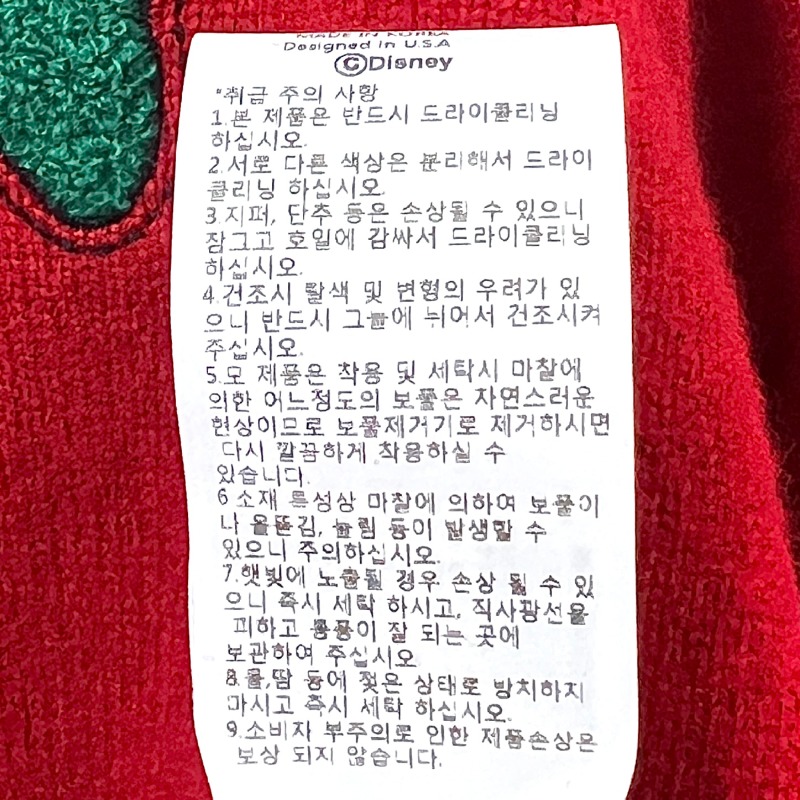 MADE IN KOREA
Designed in U.S.A
©Disney
*취급 주의 사항
1.본 제품은 반드시 드라이클리닝
하십시오.
2.서로 다른 색상은 분리해서 드라이
클리닝 하십시오.
3.지퍼, 단추 등은 손상될 수 있으니
잠그고 호일에 감싸서 드라이클리닝
하십시오.
4.건조시 탈색 및 변형의 우려가 있
으니 반드시 그늘에 뉘어서 건조시켜
주십시오.
5.모 제품은 착용 및 세탁시 마찰에
의한 어느정도의 보풀은 자연스러운
현상이므로 보풀제거기로 제거하시면
다시 깔끔하게 착용하실 수
있습니다.
6 소재 특성상 마찰에 의하여 보풀이
나 올뜯김, 눌림 등이 발생할 수
있으니 주의하십시오.
7.햇빛에 노출될 경우 손상 될 수 있
으니 즉시 세탁 하시고, 직사광선을
피하고 통풍이 잘 되는 곳에
보관하여 주십시오
8.물,땀 등에 젖은 상태로 방치하지
마시고 즉시 세탁 하십시오.
9.소비자 부주의로 인한 제품손상은
보상 되지 않습니다.